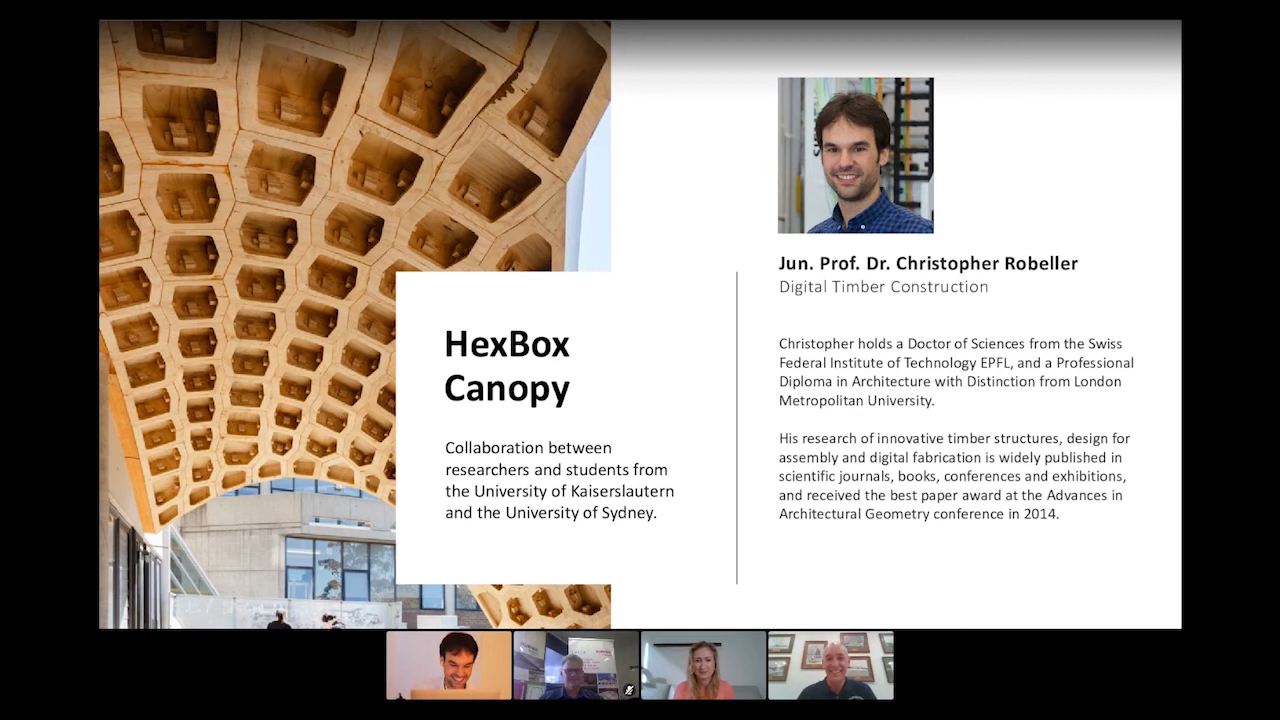 HexBox
Canopy
Collaboration between
researchers and students from
the University of Kaiserslautern
and the University of Sydney.
Jun. Prof. Dr. Christopher Robeller
Digital Timber Construction
Christopher holds a Doctor of Sciences from the Swiss
Federal Institute of Technology EPFL, and a Professional
Diploma in Architecture with Distinction from London
Metropolitan University.
His research of innovative timber structures, design for
assembly and digital fabrication is widely published in
scientific journals, books, conferences and exhibitions,
and received the best paper award at the Advances in
Architectural Geometry conference in 2014.